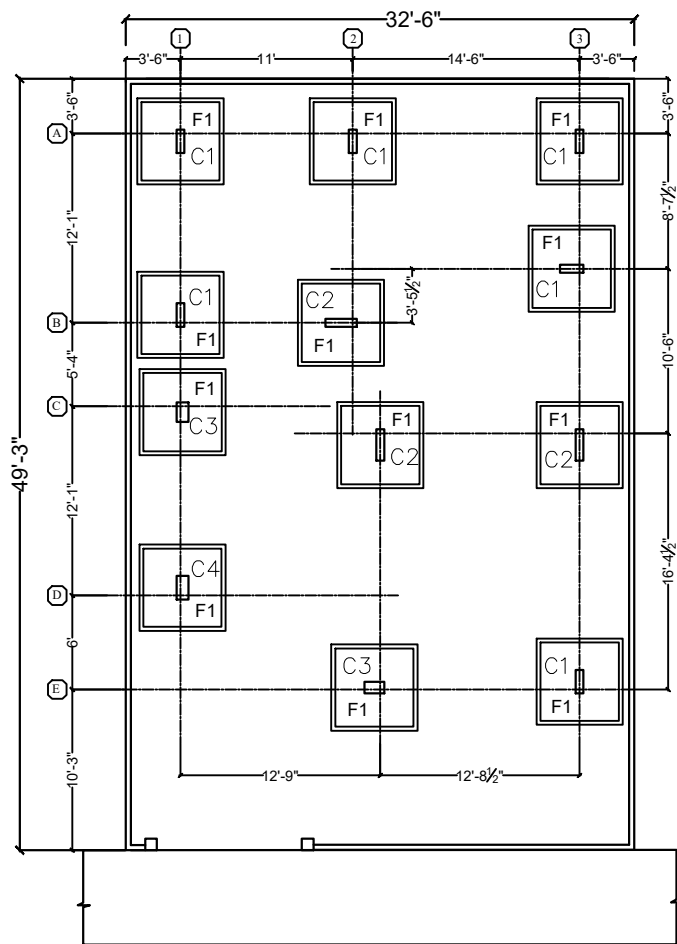 32'-6"
1 2 3
3'-6" 11' 14'-6" 3'-6"
3'-6" 3'-6"
A F1 F1 F1
C1 C1 C1
12'-1" 8'-7½"
F1
C1
C1 C2 3'-5½"
B F1 F1
5'-4" 10'-6"
F1 F1 F1
C C3 C2 C2
49'-3"
12'-1"
C4 16'-4½"
D F1
6'
C3 C1
E F1 F1
12'-9" 12'-8½"
10'-3"